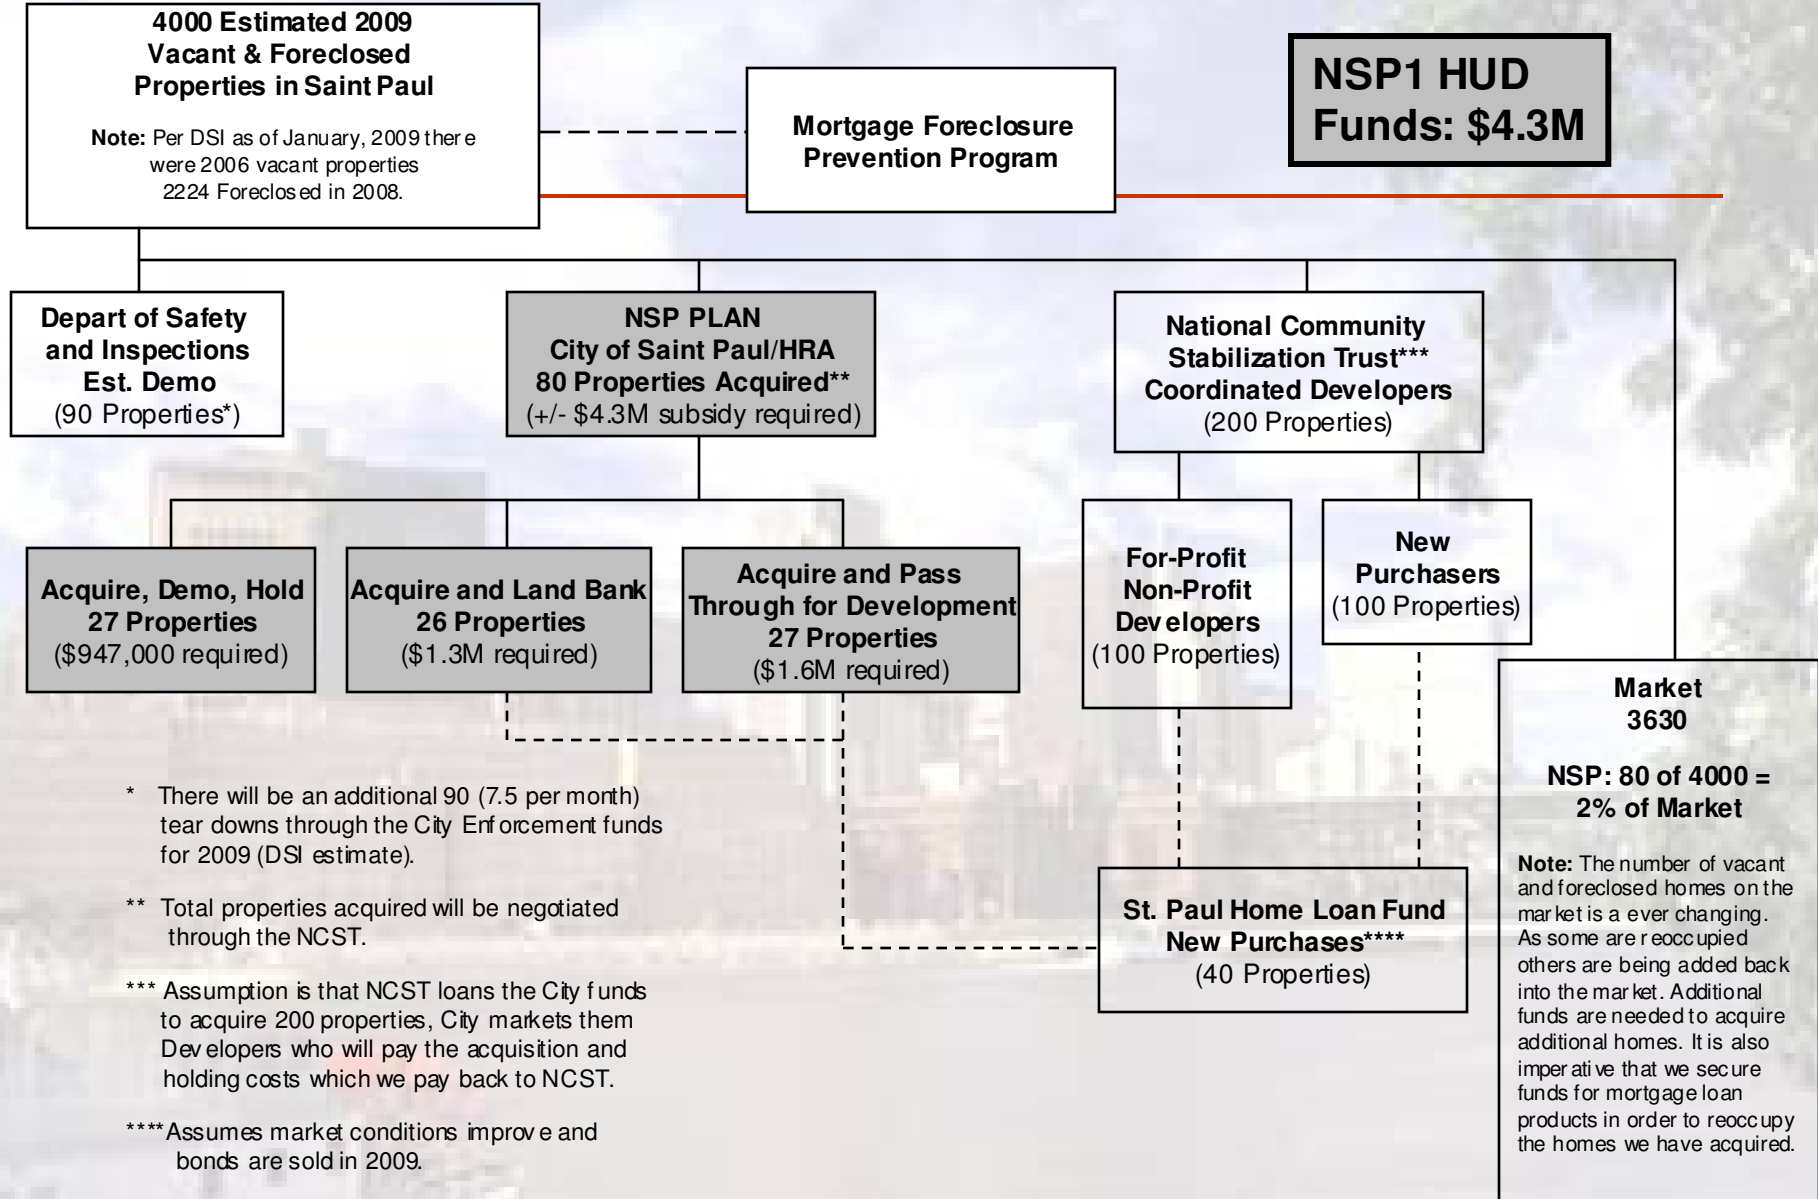 4000 Estimated 2009
Vacant & Foreclosed
Properties in Saint Paul
Note: Per DSI as of January, 2009 there
were 2006 vacant properties
2224 Foreclosed in 2008.
Mortgage Foreclosure
Prevention Program
NSP1 HUD
Funds: $4.3M
Depart of Safety
and Inspections
Est. Demo
(90 Properties*)
NSP PLAN
City of Saint Paul/HRA
80 Properties Acquired**
(+/- $4.3M subsidy required)
National Community
Stabilization Trust***
Coordinated Developers
(200 Properties)
Acquire, Demo, Hold
27 Properties
($947,000 required)
Acquire and Land Bank
26 Properties
($1.3M required)
Acquire and Pass
Through for Development
27 Properties
($1.6M required)
For-Profit
Non-Profit
Developers
(100 Properties)
New
Purchasers
(100 Properties)
Market
3630
NSP: 80 of 4000 =
2% of Market
Note: The number of vacant
and foreclosed homes on the
market is a ever changing.
As some are reoccupied
others are being added back
into the market. Additional
funds are needed to acquire
additional homes. It is also
imperative that we secure
funds for mortgage loan
products in order to reoccupy
the homes we have acquired.
St. Paul Home Loan Fund
New Purchases****
(40 Properties)
* There will be an additional 90 (7.5 per month)
tear downs through the City Enforcement funds
for 2009 (DSI estimate).
** Total properties acquired will be negotiated
through the NCST.
*** Assumption is that NCST loans the City funds
to acquire 200 properties, City markets them
Developers who will pay the acquisition and
holding costs which we pay back to NCST.
****Assumes market conditions improve and
bonds are sold in 2009.